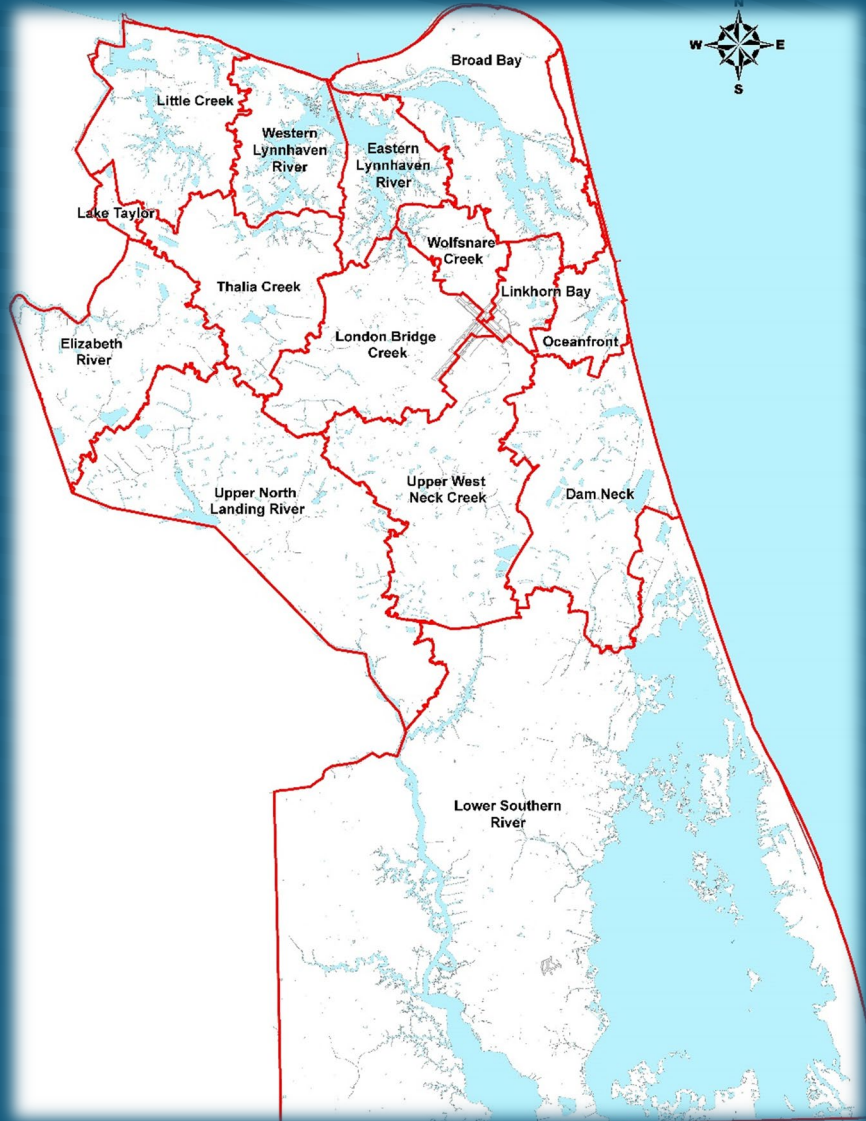 N
W
E
S
Broad Bay
Little Creek
Western
Lynnhaven
River
Eastern
Lynnhaven
River
Lake Taylor
Wolfsnare
Creek
Thalia Creek
Linkhorn Bay
London Bridge
Creek
Oceanfront
Elizabeth
River
Upper North
Landing River
Upper West
Neck Creek
Dam Neck
Lower Southern
River